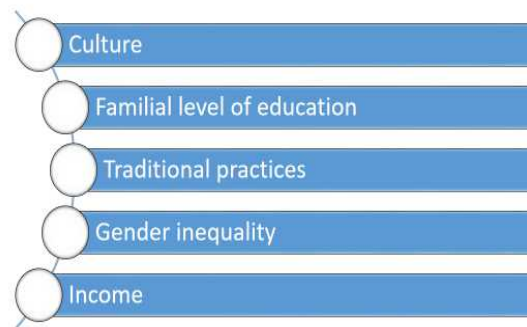 Culture
Familial level of education
Traditional practices
Gender inequality
Income